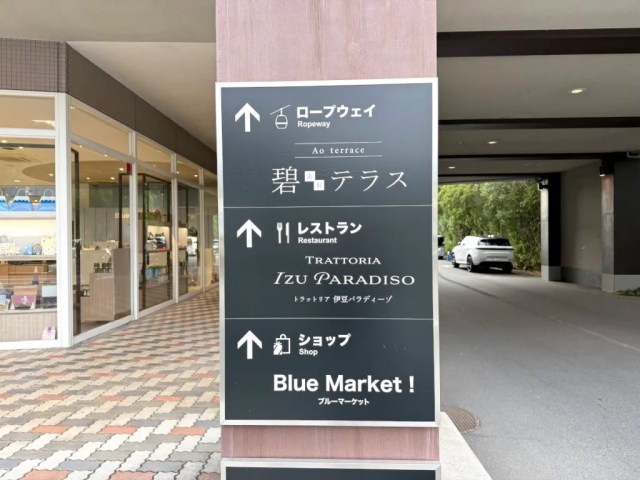 ロープウェイ
Ropeway
Ao terrace
碧テラス
レストラン
Restaurant
TRATTORIA
IZU PARADISO
トラットリア 伊豆パラディーゾ
ショップ
Shop
Blue Market !
ブルーマーケット